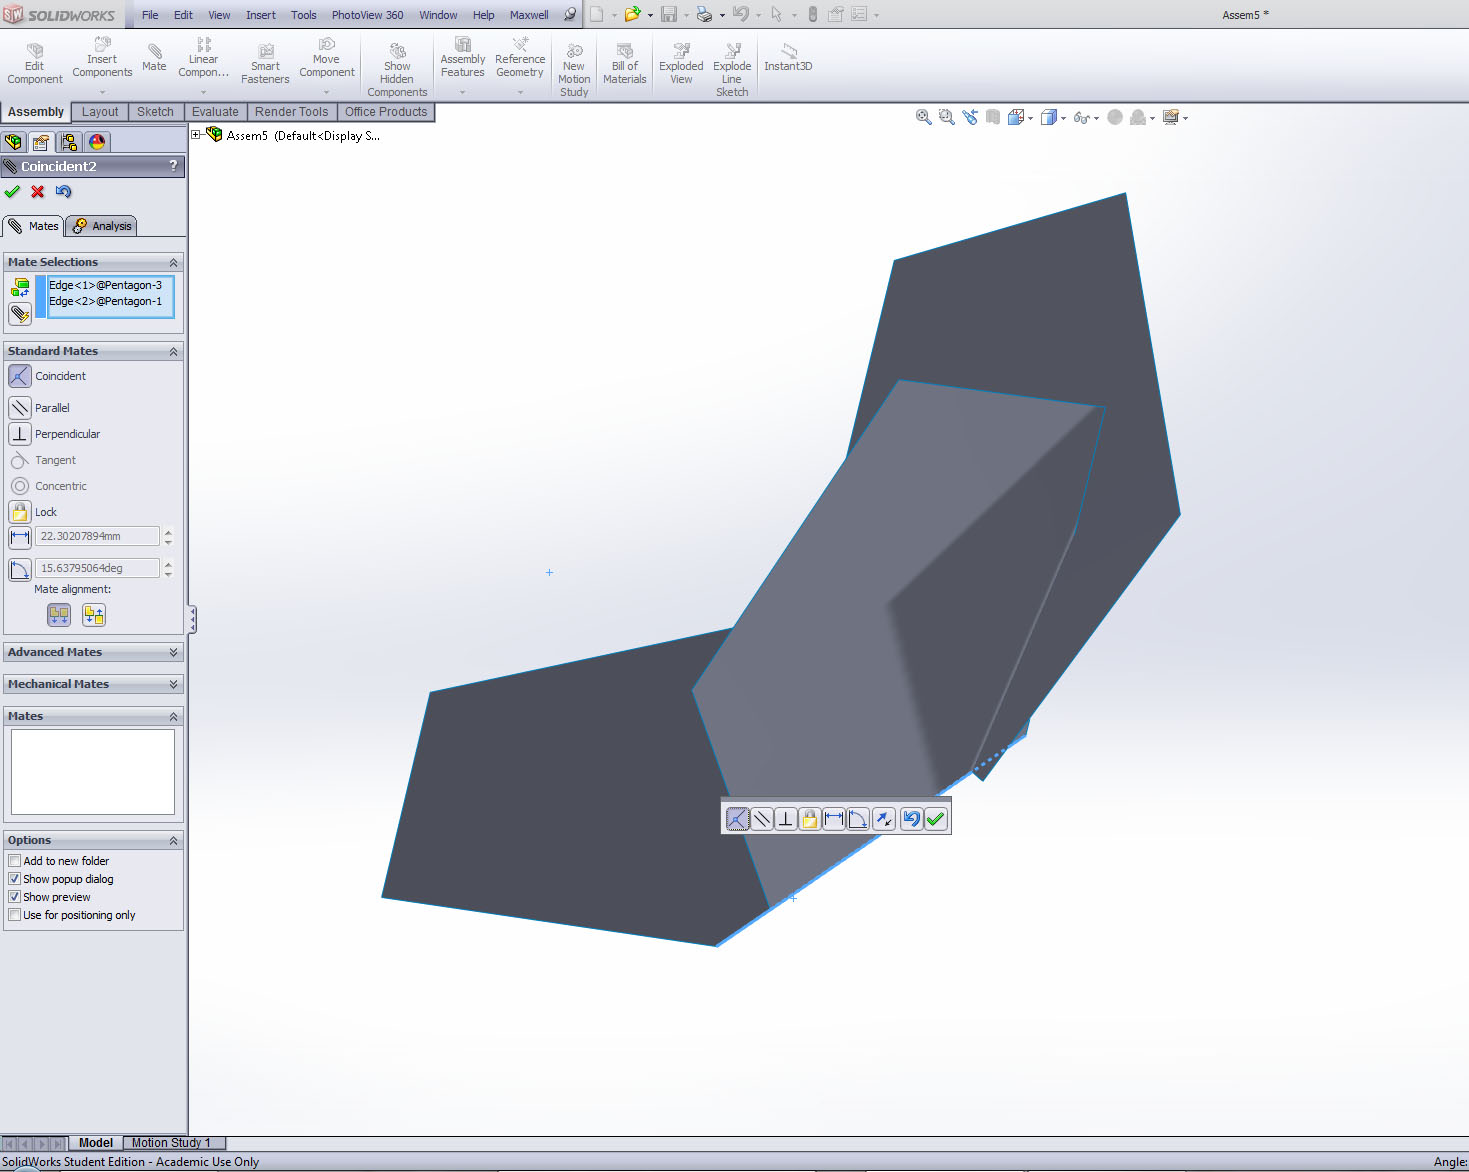 SOLIDWORKS File Edit View Insert Tools PhotoView 360 Window Help Maxwell Assem5 *
Edit Component
Insert Components
Mate
Linear Compon...
Smart Fasteners
Move Component
Show Hidden Components
Assembly Features
Reference Geometry
New Motion Study
Bill of Materials
Exploded View
Explode Line Sketch
Instant3D
Assembly Layout Sketch Evaluate Render Tools Office Products
Assem5 (Default<Display S...
Coincident2 ?
Mates Analysis
Mate Selections
Edge<1>@Pentagon-3
Edge<2>@Pentagon-1
Standard Mates
Coincident
Parallel
Perpendicular
Tangent
Concentric
Lock
22.30207894mm
15.63795064deg
Mate alignment:
Advanced Mates
Mechanical Mates
Mates
Options
Add to new folder
Show popup dialog
Show preview
Use for positioning only
Model Motion Study 1
SolidWorks Student Edition - Academic Use Only Angle: